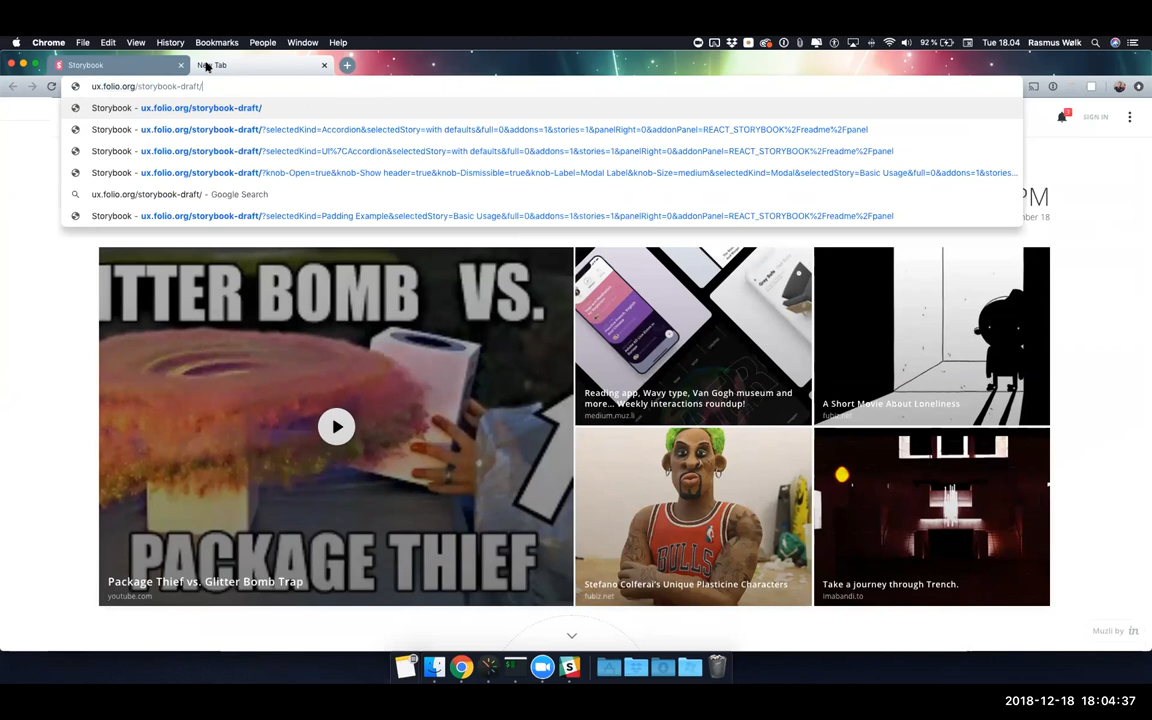 Chrome File Edit View History Bookmarks People Window Help 92 % Tue 18.04 Rasmus Wølk
Storybook
New Tab
ux.folio.org/storybook-draft/
Storybook - ux.folio.org/storybook-draft/
Storybook - ux.folio.org/storybook-draft/?selectedKind=Accordion&selectedStory=with defaults&full=0&addons=1&stories=1&panelRight=0&addonPanel=REACT_STORYBOOK%2Freadme%2Fpanel
Storybook - ux.folio.org/storybook-draft/?selectedKind=UI%7CAccordion&selectedStory=with defaults&full=0&addons=1&stories=1&panelRight=0&addonPanel=REACT_STORYBOOK%2Freadme%2Fpanel
Storybook - ux.folio.org/storybook-draft/?knob-Open=true&knob-Show header=true&knob-Dismissible=true&knob-Label=Modal Label&knob-Size=medium&selectedKind=Modal&selectedStory=Basic Usage&full=0&addons=1&stories...
ux.folio.org/storybook-draft/ - Google Search
Storybook - ux.folio.org/storybook-draft/?selectedKind=Padding Example&selectedStory=Basic Usage&full=0&addons=1&stories=1&panelRight=0&addonPanel=REACT_STORYBOOK%2Freadme%2Fpanel
SIGN IN
PM
18
ITTER BOMB VS.
PACKAGE THIEF
Package Thief vs. Glitter Bomb Trap
youtube.com
Reading app, Wavy type, Van Gogh museum and
more... Weekly interactions roundup!
medium.muz.li
A Short Movie About Loneliness
fubiz.net
BULLS
Stefano Colferai's Unique Plasticine Characters
fubiz.net
Take a journey through Trench.
imabandi.to
Muzli by in
2018-12-18 18:04:37